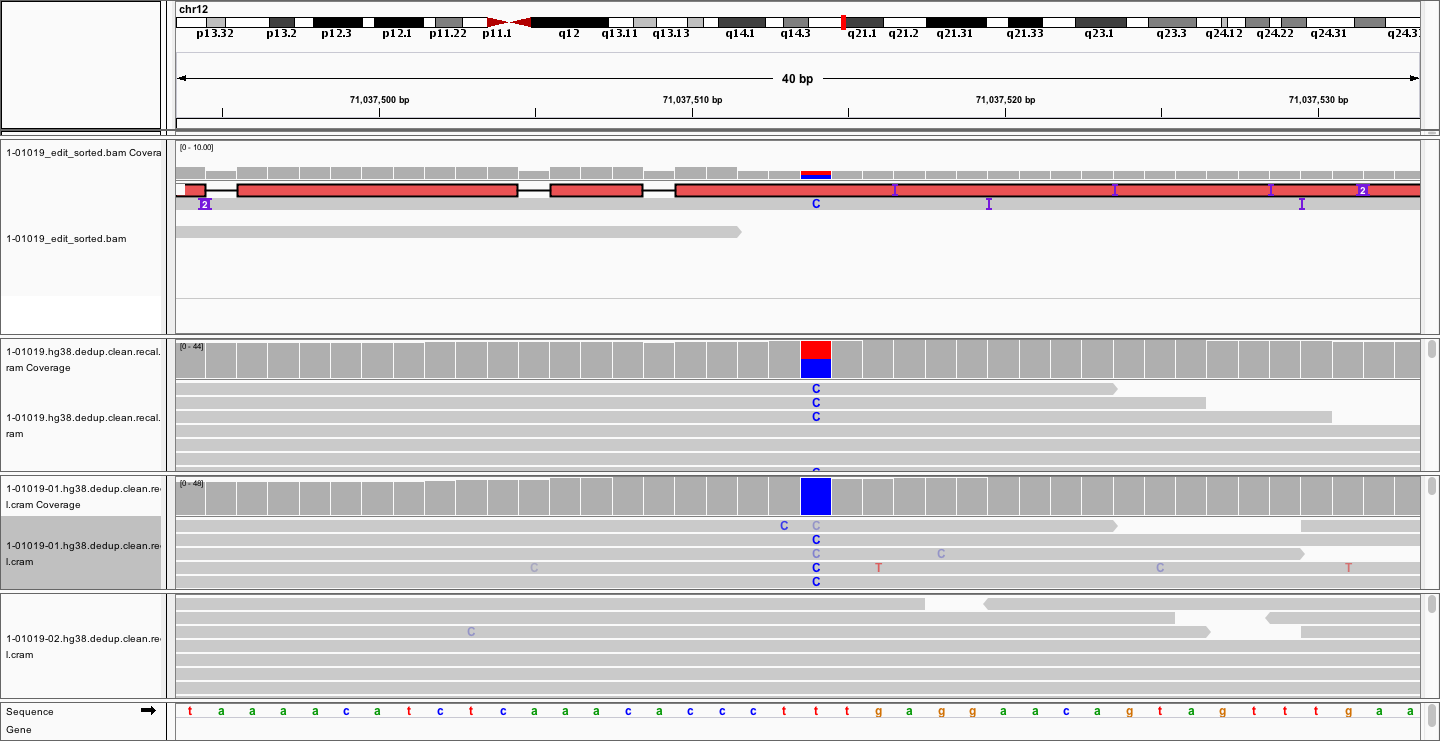 chr12
p13.32 p13.2 p12.3 p12.1 p11.22 p11.1 q12 q13.11 q13.13 q14.1 q14.3 q21.1 q21.2 q21.31 q21.33 q23.1 q23.3 q24.12 q24.22 q24.31 q24.3
40 bp
71,037,500 bp 71,037,510 bp 71,037,520 bp 71,037,530 bp
1-01019_edit_sorted.bam Covera
[0 - 10.00]
2
2 C
1-01019_edit_sorted.bam
1-01019.hg38.dedup.clean.recal.
ram Coverage
[0 - 44]
C
C
C
1-01019.hg38.dedup.clean.recal.
ram
C
1-01019-01.hg38.dedup.clean.re
l.cram Coverage
[0 - 48]
C C
C
C C
C C T C T
C
1-01019-01.hg38.dedup.clean.re
l.cram
C
1-01019-02.hg38.dedup.clean.re
l.cram
Sequence t a a a a c a t c t c a a a c a c c c t t t g a g g a a c a g t a g t t t g a a
Gene